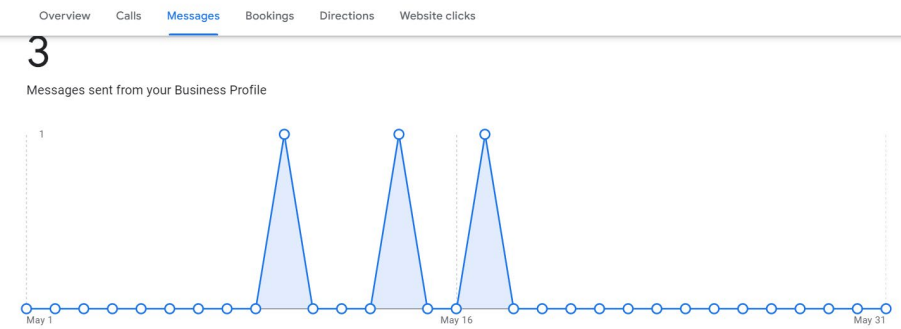 Overview Calls Messages Bookings Directions Website clicks
3
Messages sent from your Business Profile
1
May 1 May 16 May 31